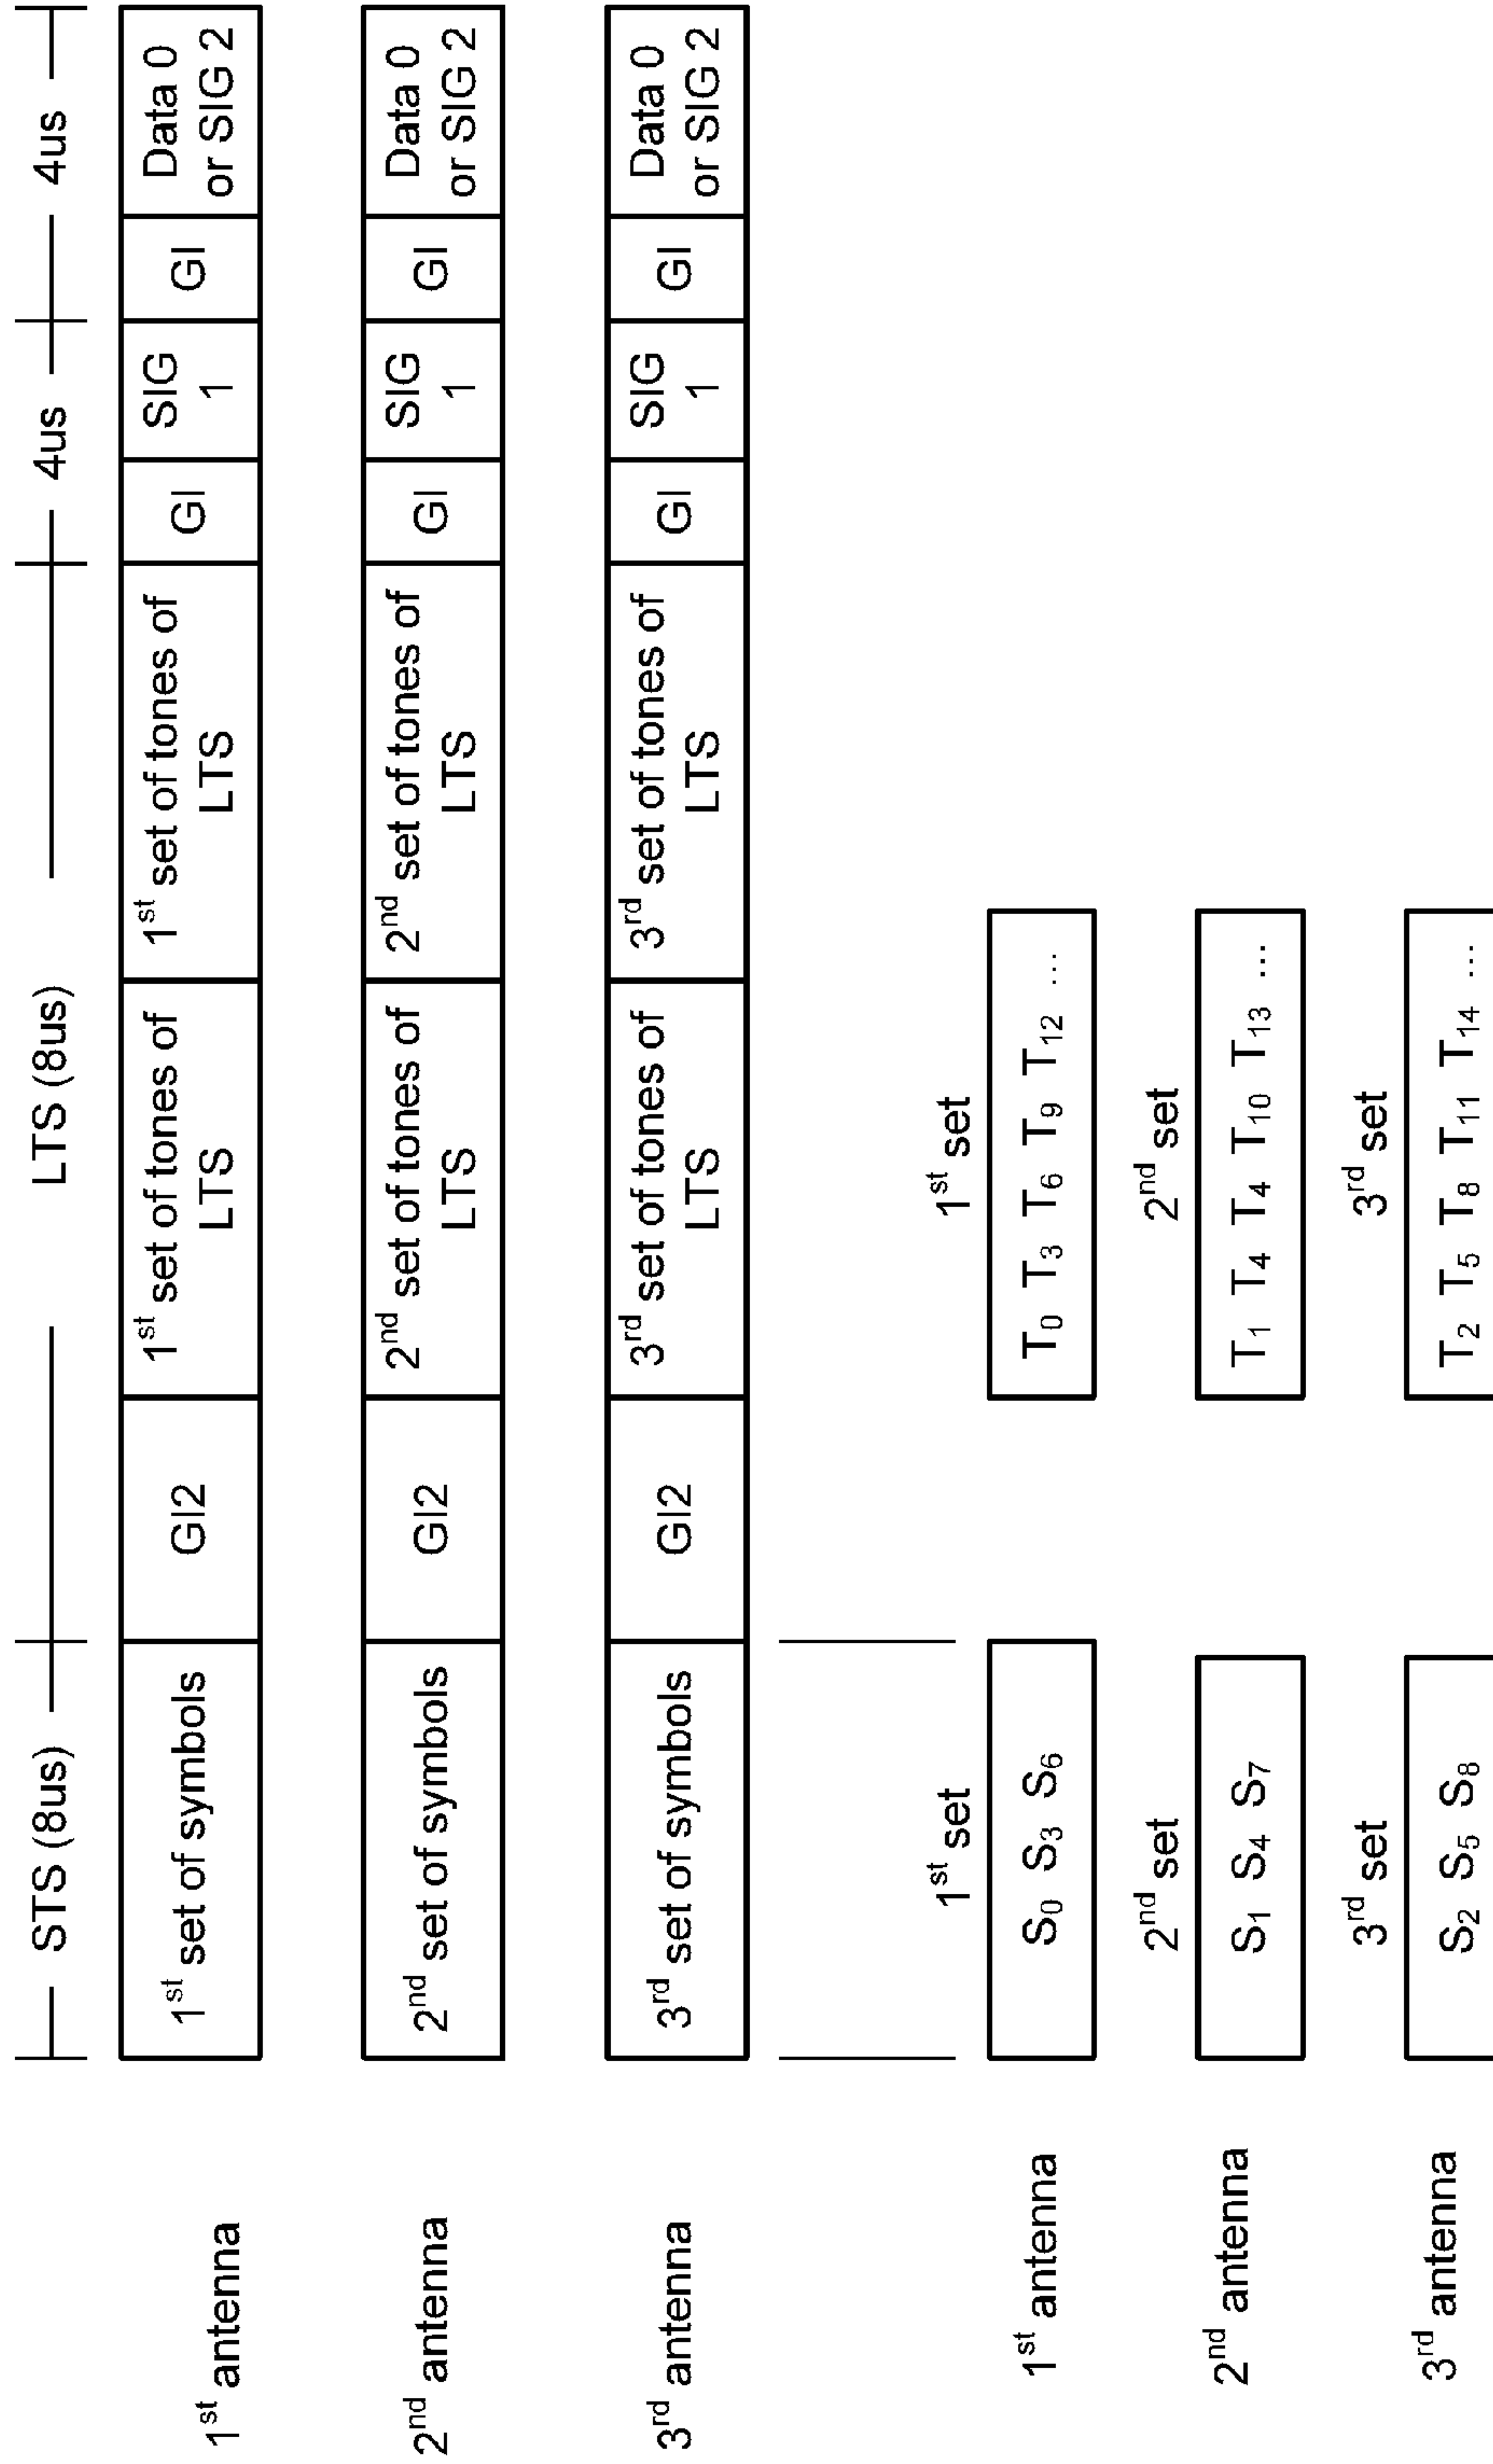 STS (8us) LTS (8us) 4us 4us
1st antenna
1st set of symbols
GI2
1st set of tones of
LTS
1st set of tones of
LTS
GI
SIG
1
GI
Data 0
or SIG 2
2nd antenna
2nd set of symbols
GI2
2nd set of tones of
LTS
2nd set of tones of
LTS
GI
SIG
1
GI
Data 0
or SIG 2
3rd antenna
3rd set of symbols
GI2
3rd set of tones of
LTS
3rd set of tones of
LTS
GI
SIG
1
GI
Data 0
or SIG 2
1st set
1st set
1st antenna
S0 S3 S6
T0 T3 T6 T9 T12 ...
2nd set
2nd set
2nd antenna
S1 S4 S7
T1 T4 T4 T10 T13 ...
3rd set
3rd set
3rd antenna
S2 S5 S8
T2 T5 T8 T11 T14 ...